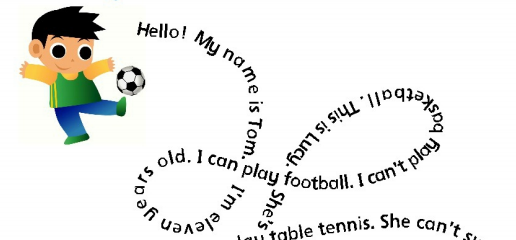 Hello! My name is Tom. I'm eleven years old. I can play football. I can't play basketball. This is Lucy. She's
table tennis. She can't